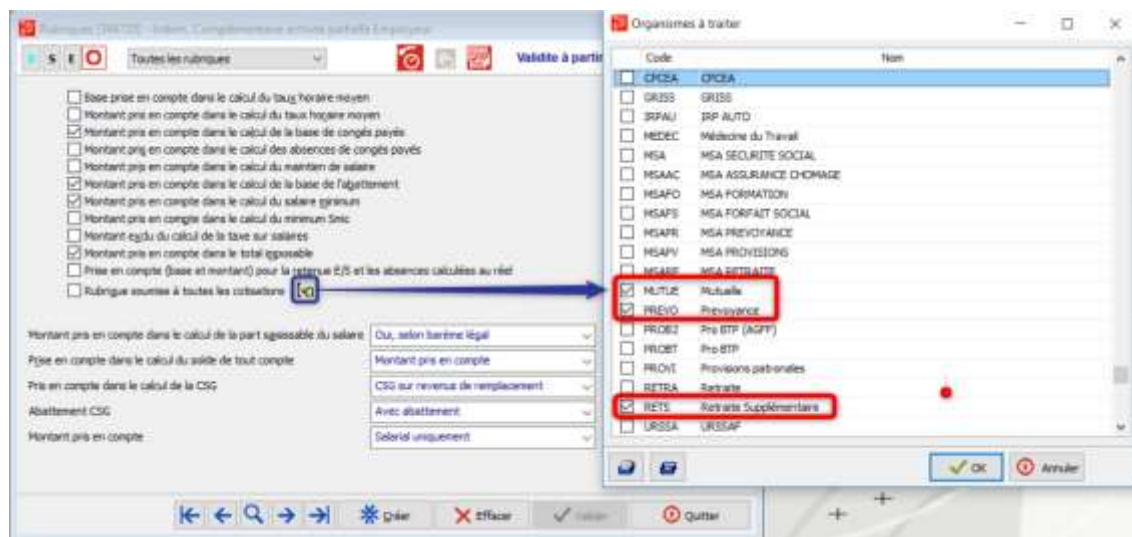 Organismes à traiter
S E O Toutes les rubriques Validité à partir
Base prise en compte dans le calcul du taux horaire moyen
Montant pris en compte dans le calcul du taux horaire moyen
Montant pris en compte dans le calcul de la base de congés payés
Montant pris en compte dans le calcul des absences de congés payés
Montant pris en compte dans le calcul du maintien de salaire
Montant pris en compte dans le calcul de la base de l'abattement
Montant pris en compte dans le calcul du salaire minimum
Montant pris en compte dans le calcul du minimum Smic
Montant exclu du calcul de la taxe sur salaires
Montant pris en compte dans le total imposable
Prise en compte (base et montant) pour la retenue E/S et les absences calculées au réel
Rubrique soumise à toutes les cotisations
Montant pris en compte dans le calcul de la part saisissable du salaire Oui, selon barème légal
Prise en compte dans le calcul du solde de tout compte Montant pris en compte
Pris en compte dans le calcul de la CSG CSG sur revenus de remplacement
Abattement CSG Avec abattement
Montant pris en compte Salarial uniquement
Créer Effacer Quitter
Code Nom
CPCEA CPCEA
GRISS GRISS
IRPAU IRP AUTO
MEDEC Médecine du Travail
MSA MSA SECURITE SOCIAL
MSAAC MSA ASSURANCE CHOMAGE
MSAFO MSA FORMATION
MSAFS MSA FORFAIT SOCIAL
MSAPR MSA PREVOYANCE
MSAPV MSA PROVISIONS
MSARE MSA RETRAITE
MUTUE Mutuelle
PREVO Prevoyance
PROB2 Pro BTP (AGFF)
PROBT Pro BTP
PROVI Provisions patronales
RETRA Retraite
RETS Retraite Supplémentaire
URSSA URSSAF
OK Annuler